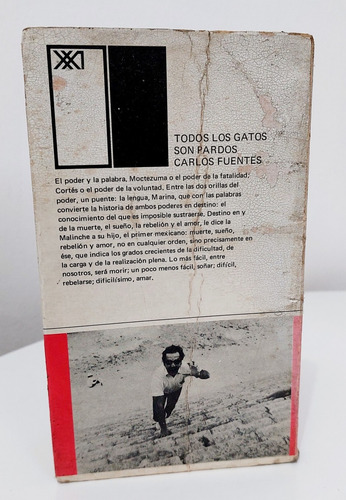 XXI
TODOS LOS GATOS
SON PARDOS
CARLOS FUENTES
El poder y la palabra. Moctezuma o el poder de la fatalidad;
Cortés o el poder de la voluntad. Entre las dos orillas del
poder, un puente: la lengua, Marina, que con las palabras
convierte la historia de ambos poderes en destino: el
conocimiento del que es imposible sustraerse. Destino en y
de la muerte, el sueño, la rebelión y el amor, le dice la
Malinche a su hijo, el primer mexicano: muerte, sueño,
rebelión y amor, no en cualquier orden, sino precisamente en
ése, que indica los grados crecientes de la dificultad, de
la carga y de la realización plena. Lo más fácil, entre
nosotros, será morir; un poco menos fácil, soñar; difícil,
rebelarse; dificilísimo, amar.